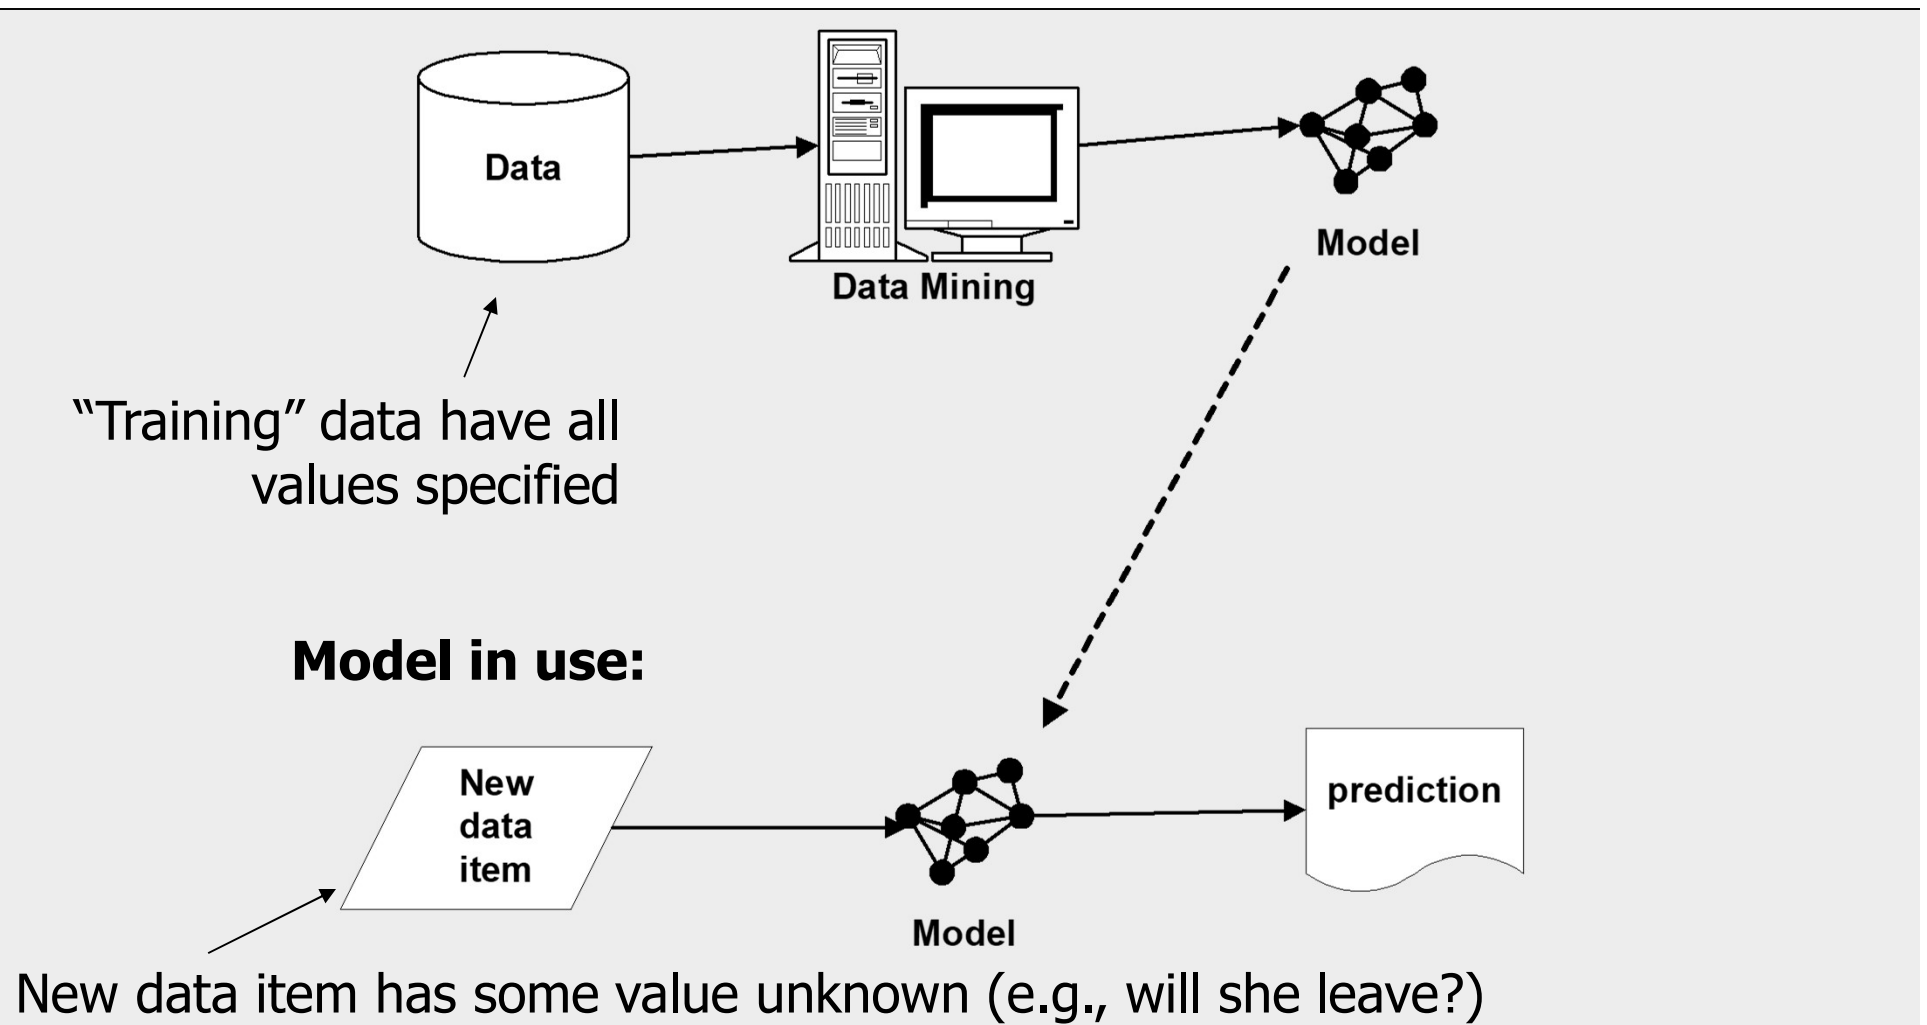 Data
Data Mining
Model
“Training” data have all
values specified
Model in use:
New
data
item
Model
prediction
New data item has some value unknown (e.g., will she leave?)